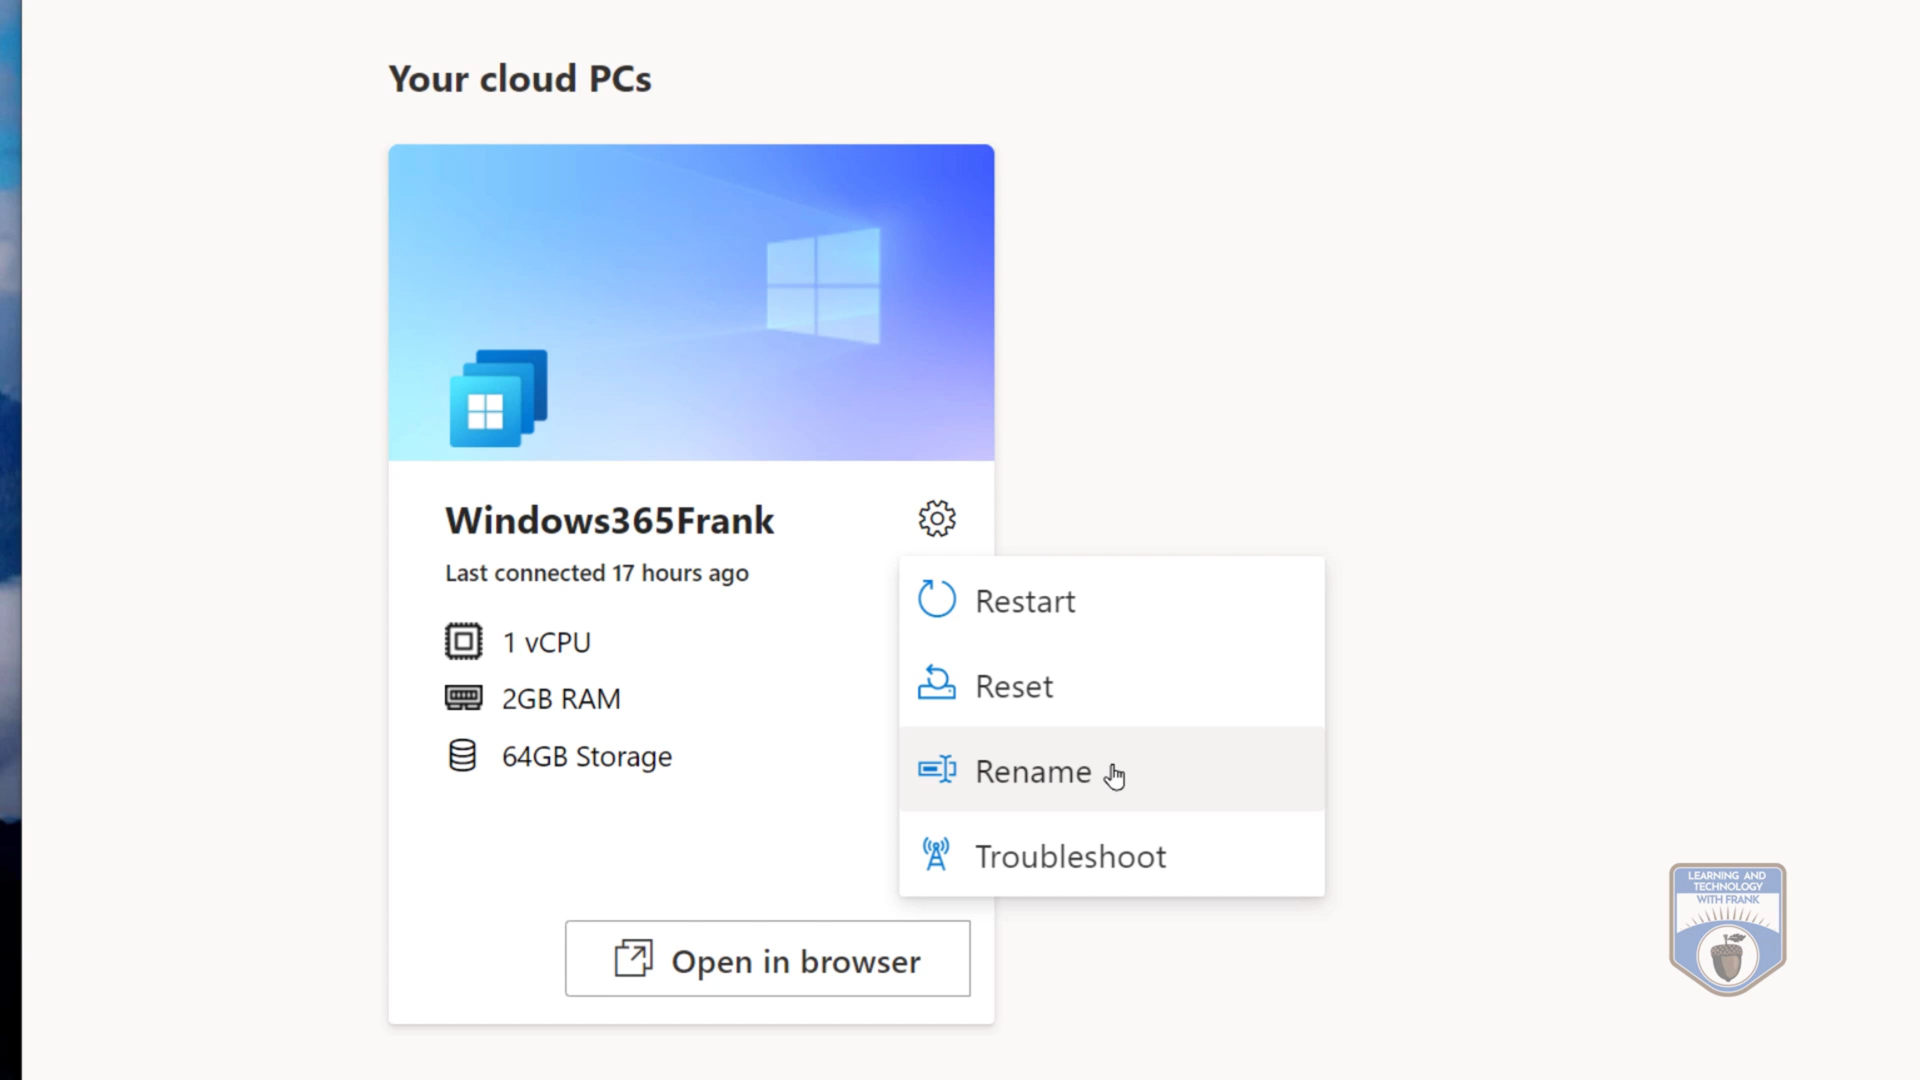 Your cloud PCs
Windows365Frank
Last connected 17 hours ago
1 vCPU
2GB RAM
64GB Storage
Restart
Reset
Rename
Troubleshoot
Open in browser
LEARNING AND
TECHNOLOGY
WITH FRANK